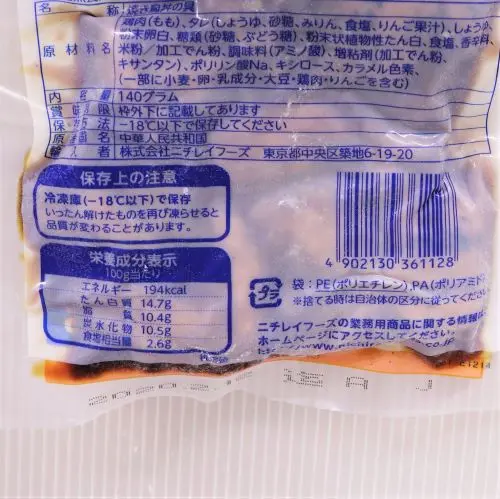 名 称 焼き鳥丼の具
鶏肉(もも)、タレ(しょうゆ、砂糖、みりん、食塩、りんご果汁)、しょうゆ、
粉末卵白、糖類(砂糖、ぶどう糖)、粉末状植物性たん白、食塩、香辛料、
原材料名 米粉/加工でん粉、調味料(アミノ酸)、増粘剤(加工でん粉、
キサンタン)、ポリリン酸Na、キシロース、カラメル色素、
(一部に小麦・卵・乳成分・大豆・鶏肉・りんごを含む)
内 容 量 140グラム
賞味期限 枠外下に記載してあります
保存方法 -18℃以下で保存してください
原産国名 中華人民共和国
輸入者 株式会社ニチレイフーズ 東京都中央区築地6-19-20
保存上の注意
冷凍庫(-18℃以下)で保存
いったん解けたものを再び凍らせると
品質が変わることがあります。
4 902130 361128
栄養成分表示
100g当たり
エネルギー 194kcal
たん白質 14.7g
脂質 10.4g
炭水化物 10.5g
食塩相当量 2.6g
プラ
袋:PE(ポリエチレン),PA(ポリアミド)
※捨てる時は自治体の区分に従ってください
ニチレイフーズの業務用商品に関する情報は
ホームページにアクセスしてください。